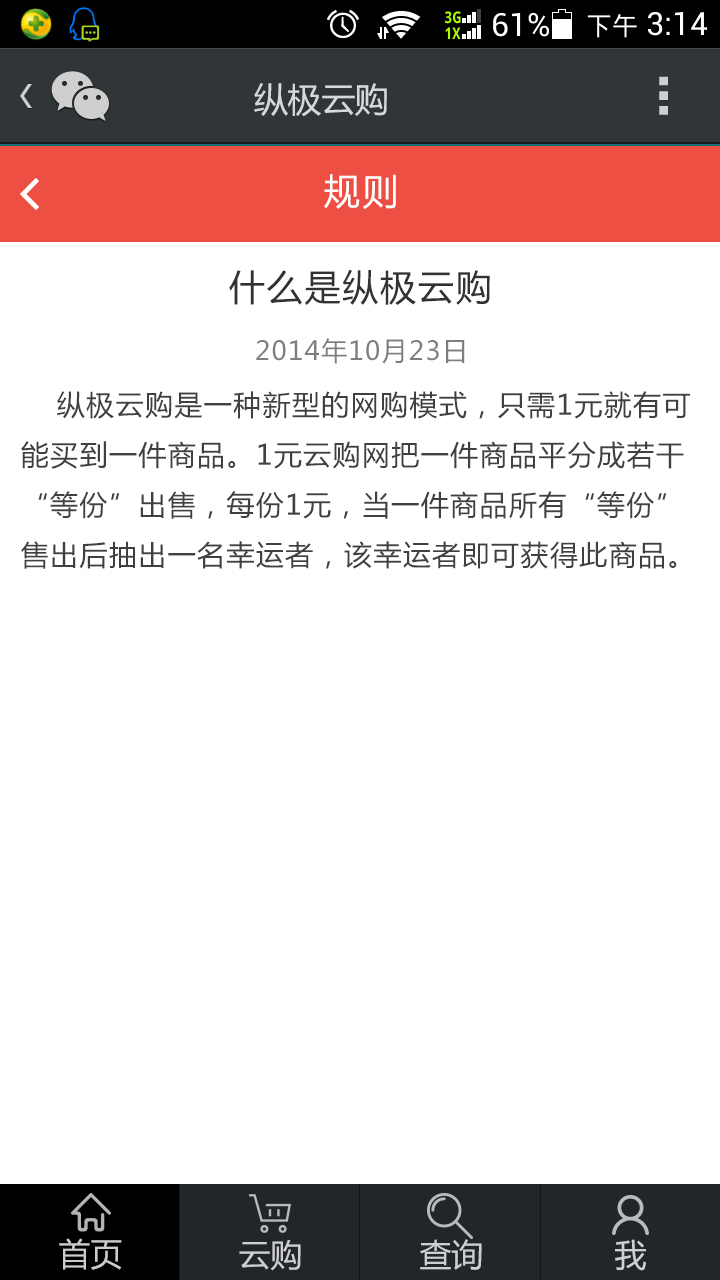 3G 1X 61% 下午 3:14
纵极云购
规则
什么是纵极云购
2014年10月23日
纵极云购是一种新型的网购模式，只需1元就有可
能买到一件商品。1元云购网把一件商品平分成若干
“等份”出售，每份1元，当一件商品所有“等份”
售出后抽出一名幸运者，该幸运者即可获得此商品。
首页 云购 查询 我